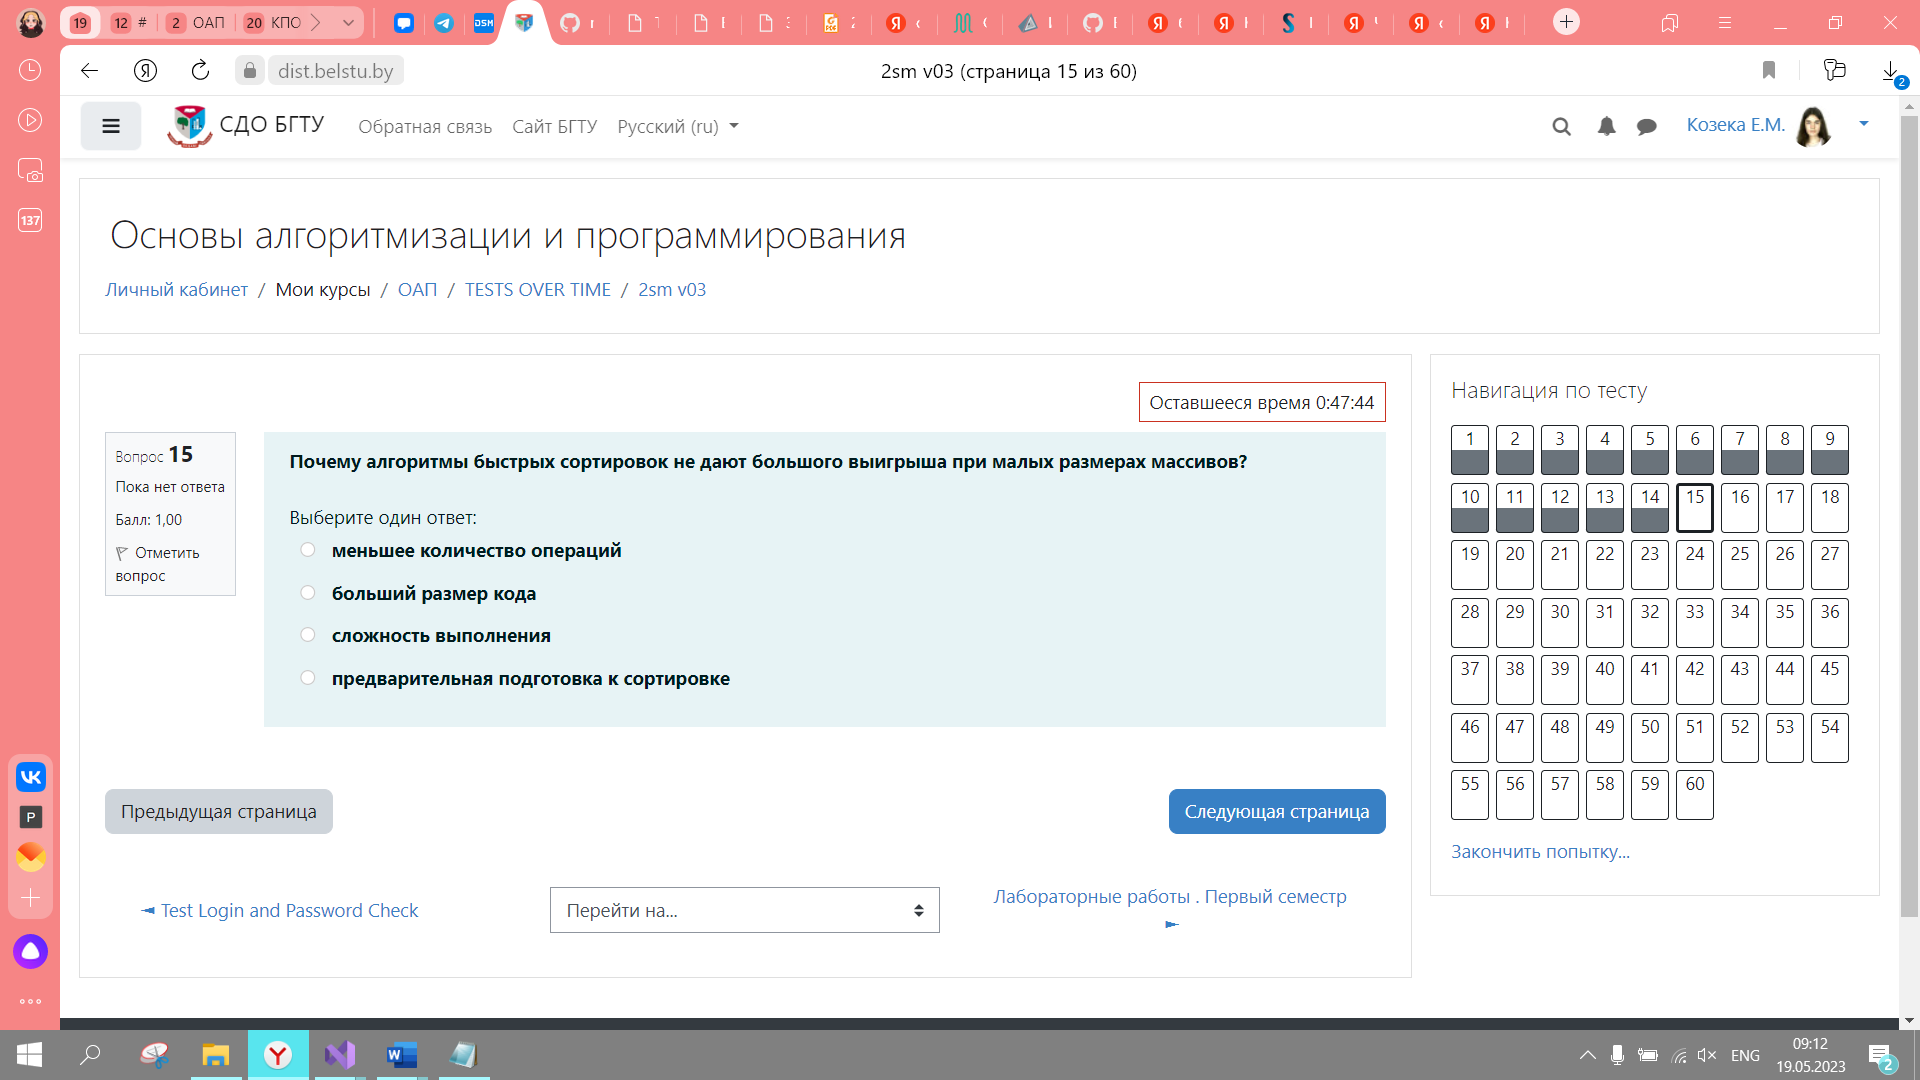 19
12 #
2 ОАП
20 КПО
DSM
dist.belstu.by
2sm v03 (страница 15 из 60)
2
137
СДО БГТУ
Обратная связь
Сайт БГТУ
Русский (ru)
Козека Е.М.
Основы алгоритмизации и программирования
Личный кабинет / Мои курсы / ОАП / TESTS OVER TIME / 2sm v03
Оставшееся время 0:47:44
Вопрос 15
Пока нет ответа
Балл: 1,00
Отметить
вопрос
Почему алгоритмы быстрых сортировок не дают большого выигрыша при малых размерах массивов?
Выберите один ответ:
меньшее количество операций
больший размер кода
сложность выполнения
предварительная подготовка к сортировке
Предыдущая страница
Следующая страница
◄ Test Login and Password Check
Перейти на...
Лабораторные работы . Первый семестр
►
Навигация по тесту
1 2 3 4 5 6 7 8 9
10 11 12 13 14 15 16 17 18
19 20 21 22 23 24 25 26 27
28 29 30 31 32 33 34 35 36
37 38 39 40 41 42 43 44 45
46 47 48 49 50 51 52 53 54
55 56 57 58 59 60
Закончить попытку...
ENG
09:12
19.05.2023
2